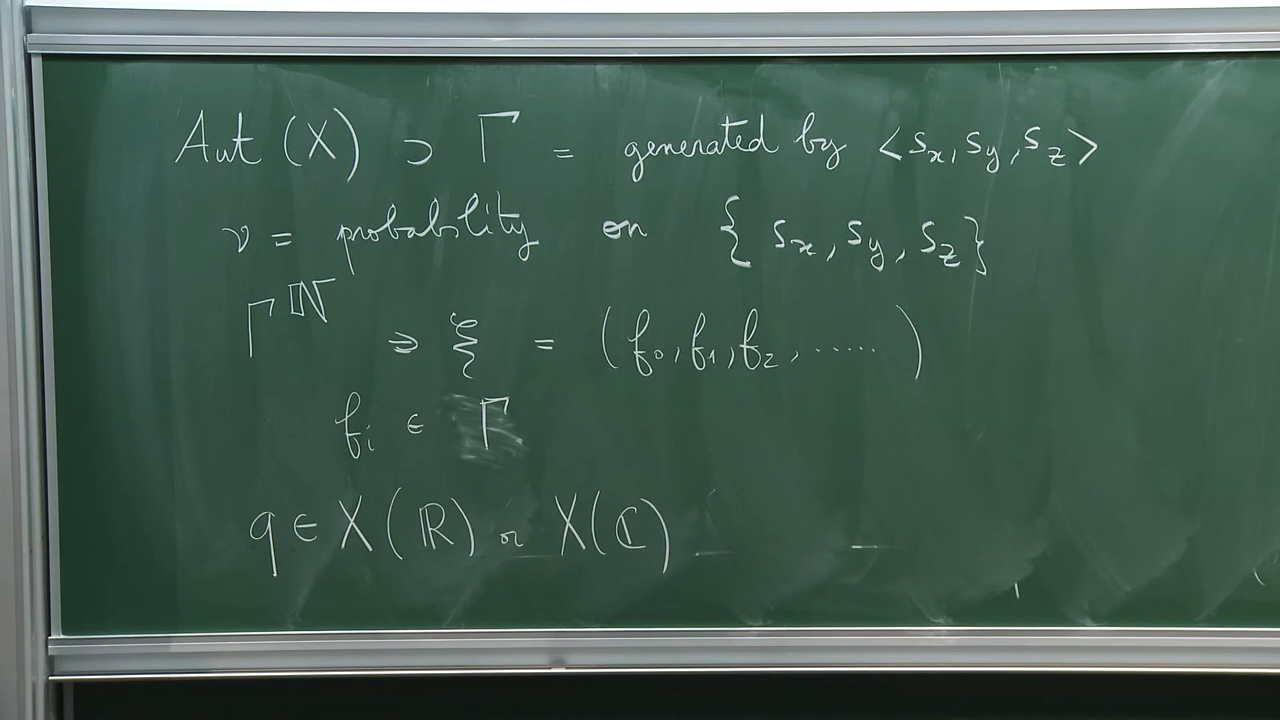 Aut (X) ⊃ Γ = generated by <s_x, s_y, s_z>
ν = probability on { s_x, s_y, s_z }
Γ^ℕ ∋ ξ = (f_0, f_1, f_2, .....)
f_i ∈ Γ
q ∈ X(ℝ) or X(ℂ)